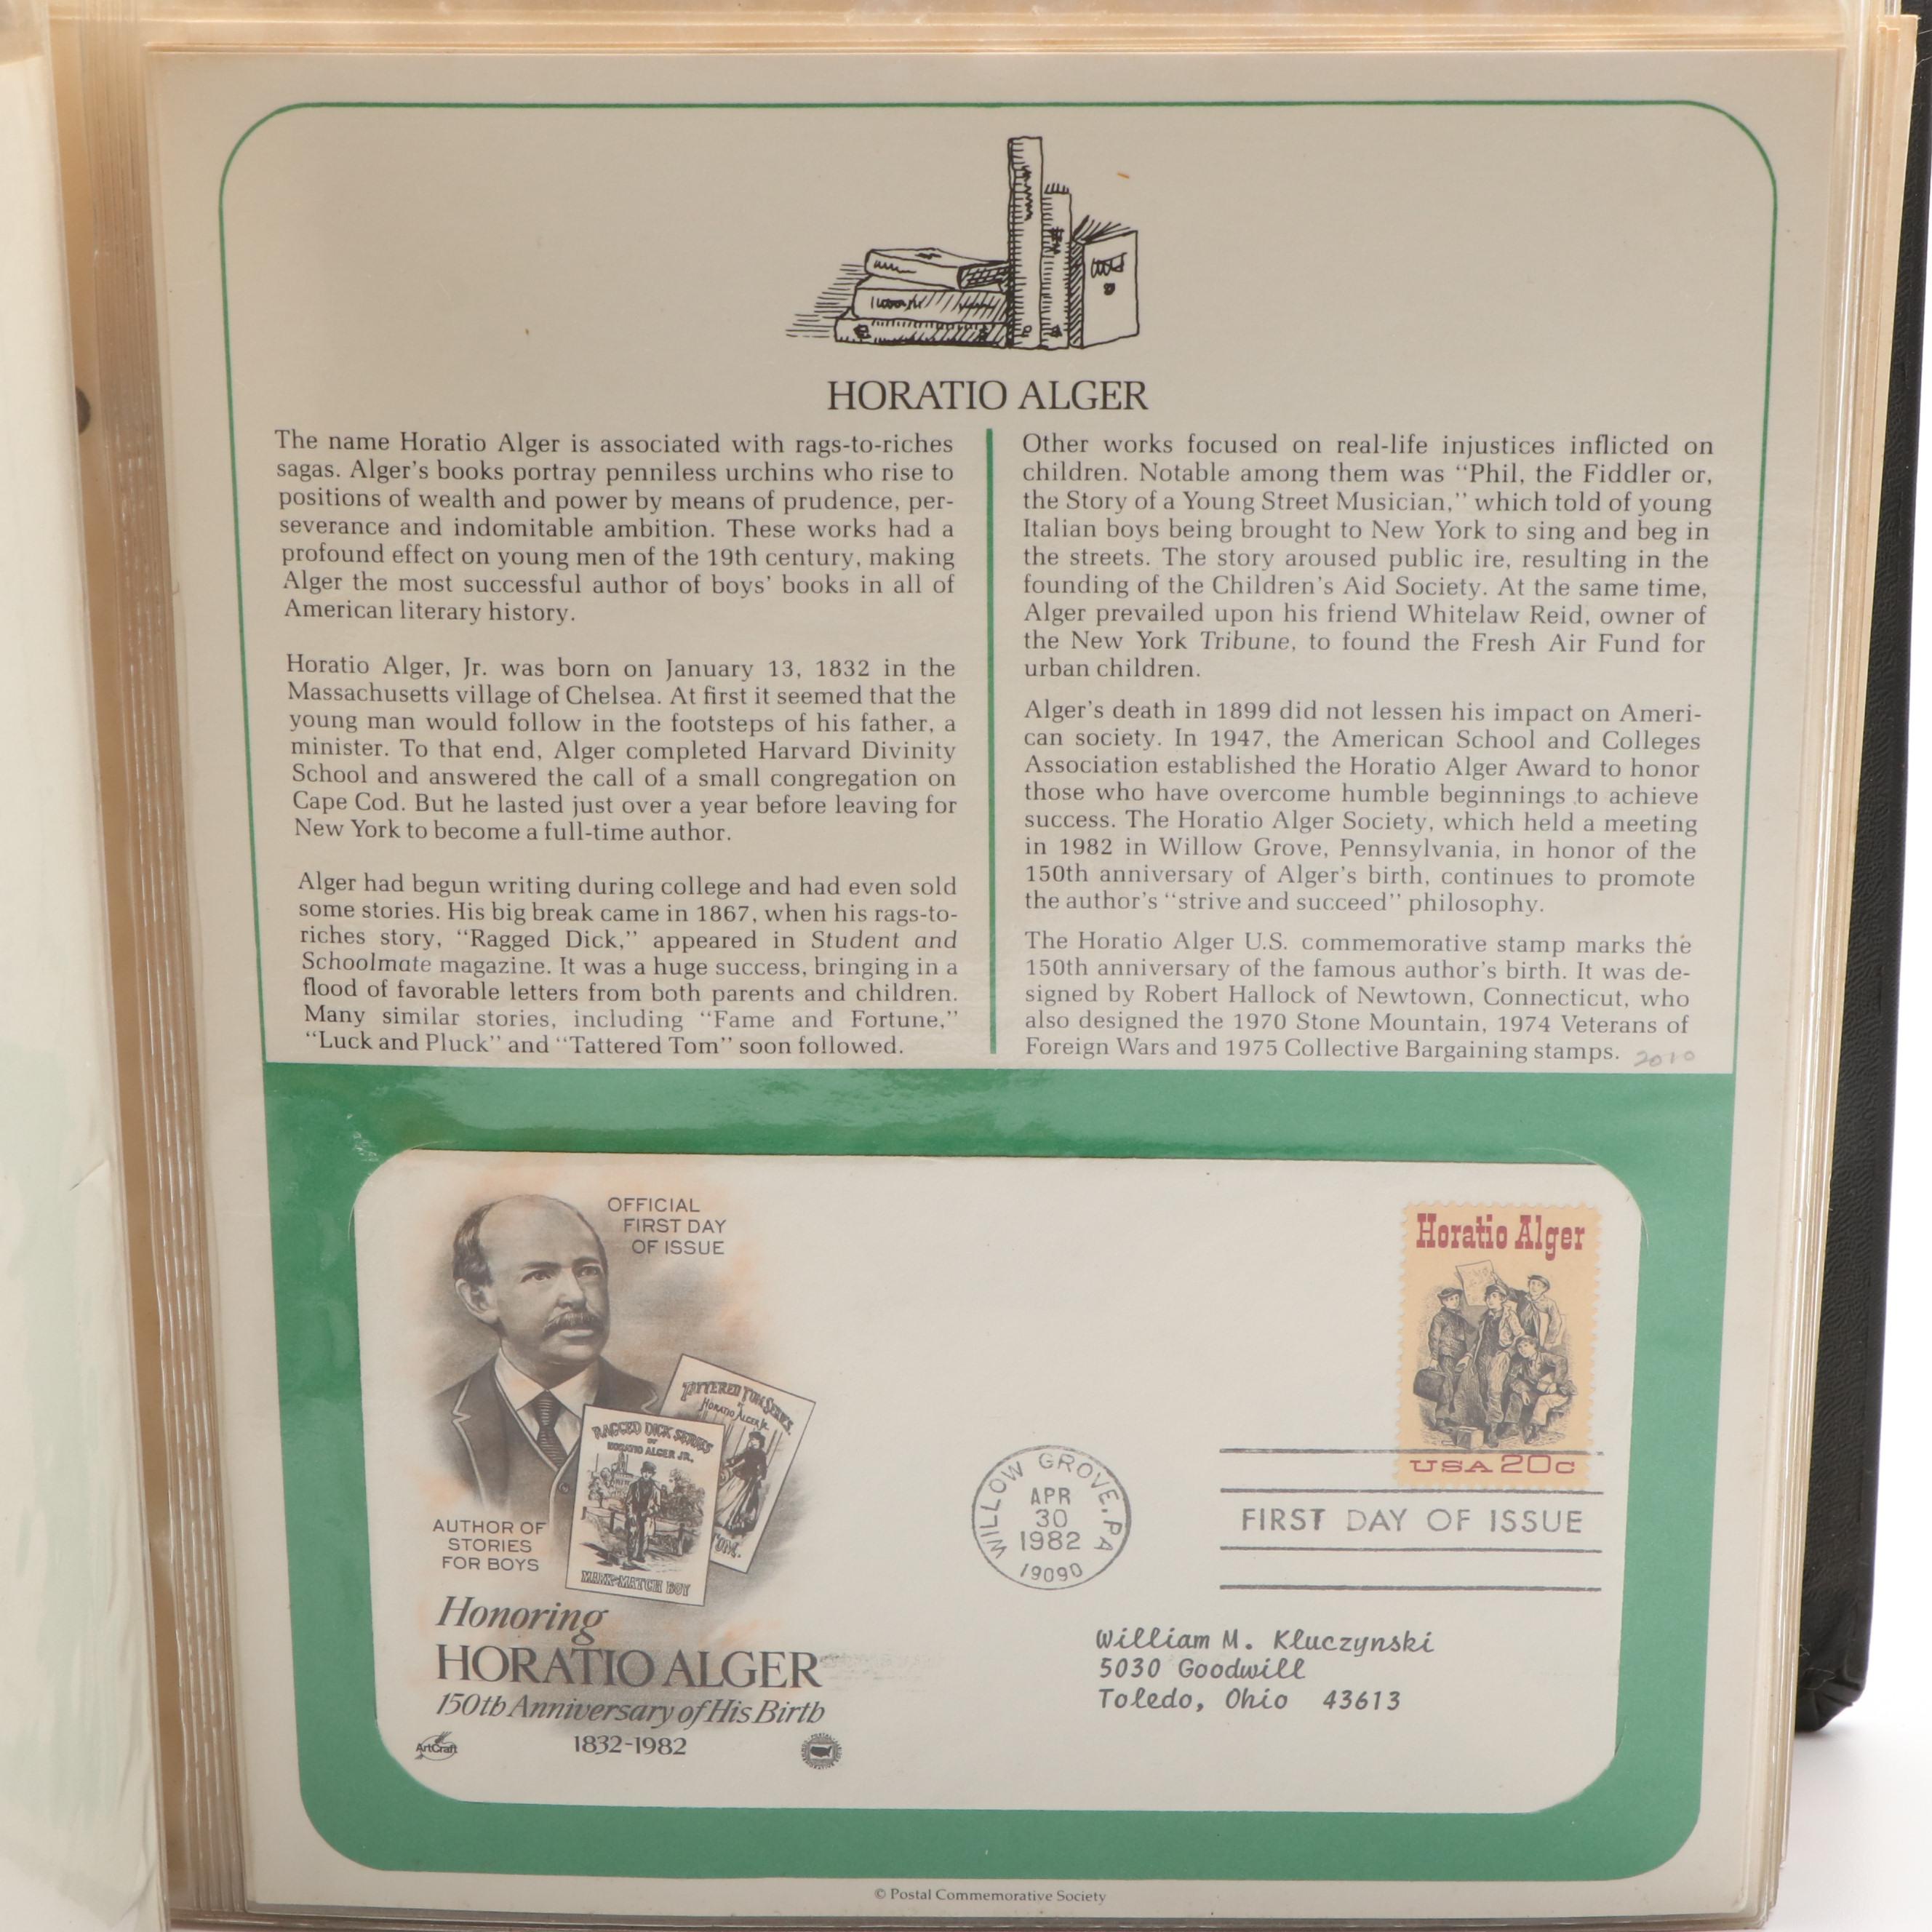 HORATIO ALGER
The name Horatio Alger is associated with rags-to-riches
sagas. Alger's books portray penniless urchins who rise to
positions of wealth and power by means of prudence, per-
severance and indomitable ambition. These works had a
profound effect on young men of the 19th century, making
Alger the most successful author of boys' books in all of
American literary history.
Horatio Alger, Jr. was born on January 13, 1832 in the
Massachusetts village of Chelsea. At first it seemed that the
young man would follow in the footsteps of his father, a
minister. To that end, Alger completed Harvard Divinity
School and answered the call of a small congregation on
Cape Cod. But he lasted just over a year before leaving for
New York to become a full-time author.
Alger had begun writing during college and had even sold
some stories. His big break came in 1867, when his rags-to-
riches story, "Ragged Dick," appeared in Student and
Schoolmate magazine. It was a huge success, bringing in a
flood of favorable letters from both parents and children.
Many similar stories, including "Fame and Fortune,"
"Luck and Pluck" and "Tattered Tom" soon followed.
Other works focused on real-life injustices inflicted on
children. Notable among them was "Phil, the Fiddler or,
the Story of a Young Street Musician," which told of young
Italian boys being brought to New York to sing and beg in
the streets. The story aroused public ire, resulting in the
founding of the Children's Aid Society. At the same time,
Alger prevailed upon his friend Whitelaw Reid, owner of
the New York Tribune, to found the Fresh Air Fund for
urban children.
Alger's death in 1899 did not lessen his impact on Ameri-
can society. In 1947, the American School and Colleges
Association established the Horatio Alger Award to honor
those who have overcome humble beginnings to achieve
success. The Horatio Alger Society, which held a meeting
in 1982 in Willow Grove, Pennsylvania, in honor of the
150th anniversary of Alger's birth, continues to promote
the author's "strive and succeed" philosophy.
The Horatio Alger U.S. commemorative stamp marks the
150th anniversary of the famous author's birth. It was de-
signed by Robert Hallock of Newtown, Connecticut, who
also designed the 1970 Stone Mountain, 1974 Veterans of
Foreign Wars and 1975 Collective Bargaining stamps. 2010
OFFICIAL
FIRST DAY
OF ISSUE
TATTERED TOM SERIES
HORATIO ALGER Jr.
RAGGED DICK SERIES
BY
HORATIO ALGER JR.
MARK THE MATCH BOY
AUTHOR OF
STORIES
FOR BOYS
Honoring
HORATIO ALGER
150th Anniversary of His Birth
1832-1982
ArtCraft
Horatio Alger
USA 20c
WILLOW GROVE, PA
APR
30
1982
19090
FIRST DAY OF ISSUE
William M. Kluczynski
5030 Goodwill
Toledo, Ohio 43613
© Postal Commemorative Society